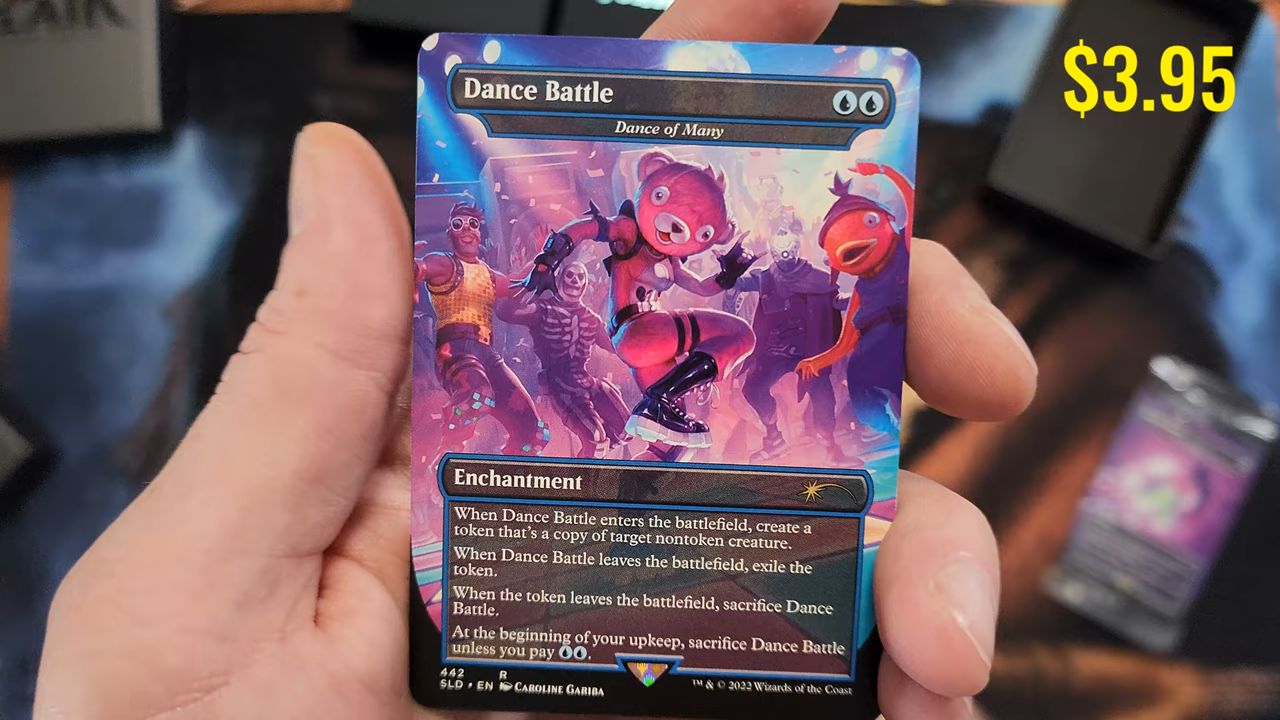 $3.95
Dance Battle
Dance of Many
Enchantment
When Dance Battle enters the battlefield, create a
token that's a copy of target nontoken creature.
When Dance Battle leaves the battlefield, exile the
token.
When the token leaves the battlefield, sacrifice Dance
Battle.
At the beginning of your upkeep, sacrifice Dance Battle
unless you pay .
442 R
SLD • EN CAROLINE GARIBA
™ & © 2022 Wizards of the Coast